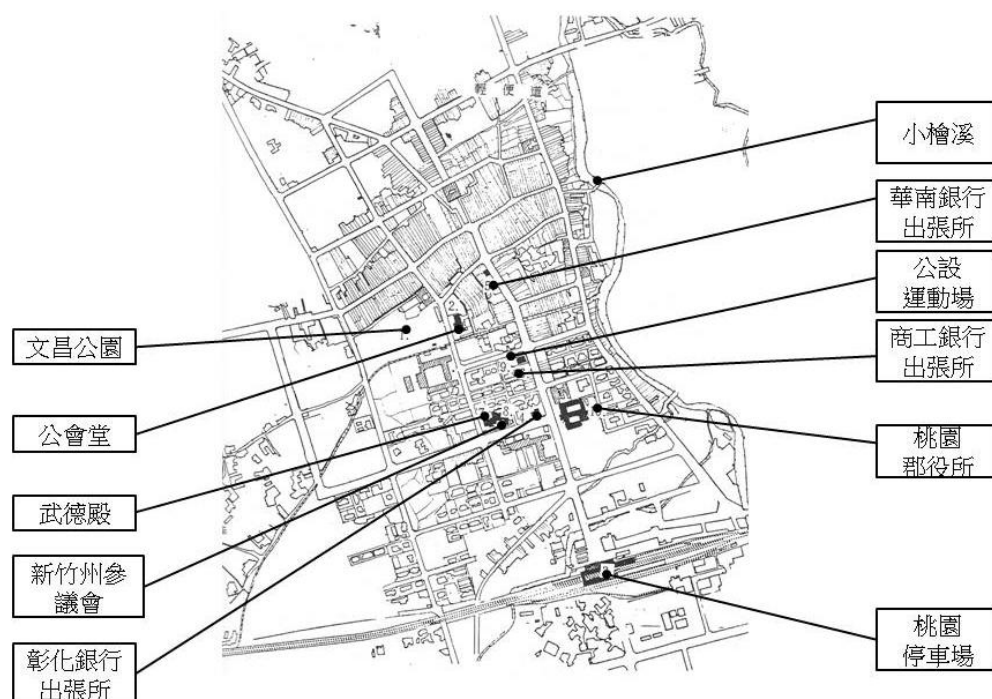 輕便道
小檜溪
華南銀行
出張所
公設
運動場
商工銀行
出張所
桃園
郡役所
桃園
停車場
文昌公園
公會堂
武德殿
新竹州參
議會
彰化銀行
出張所